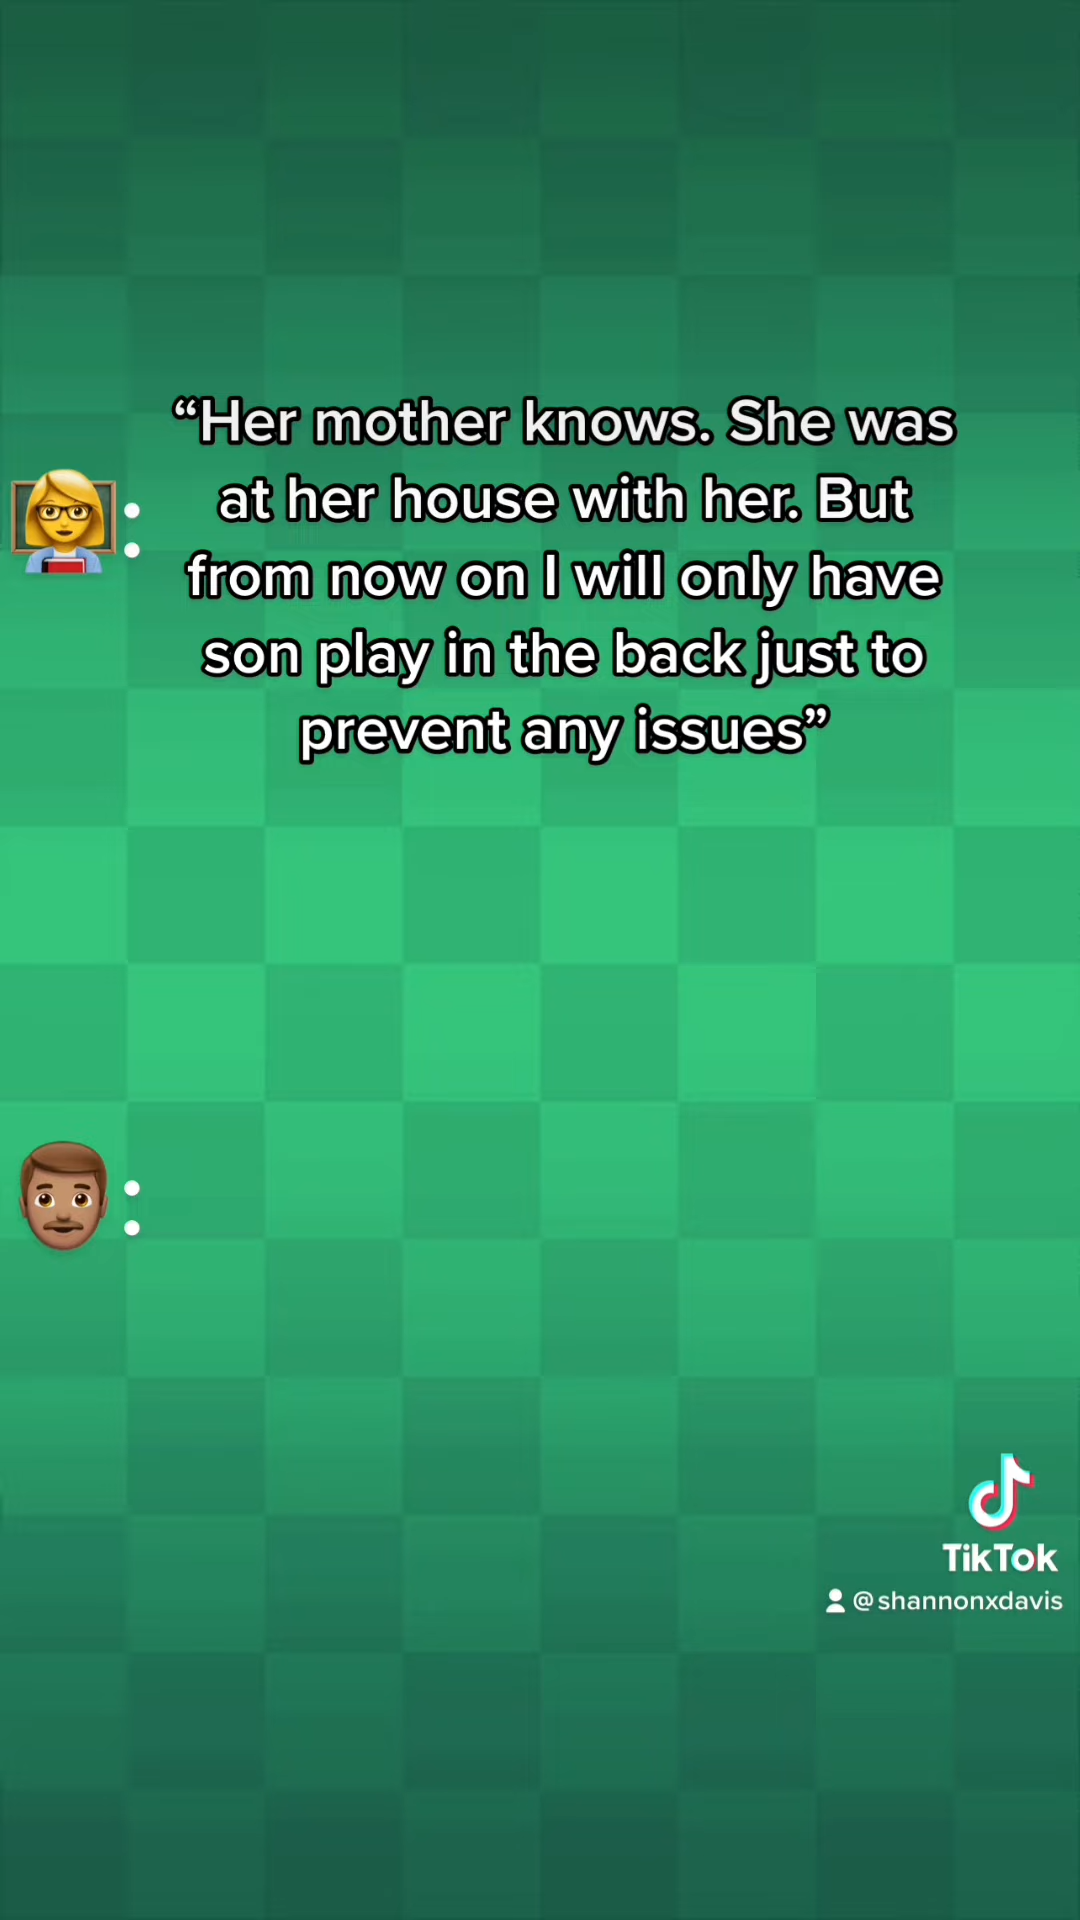 “Her mother knows. She was
at her house with her. But
from now on I will only have
son play in the back just to
prevent any issues”
:
:
TikTok
@shannonxdavis